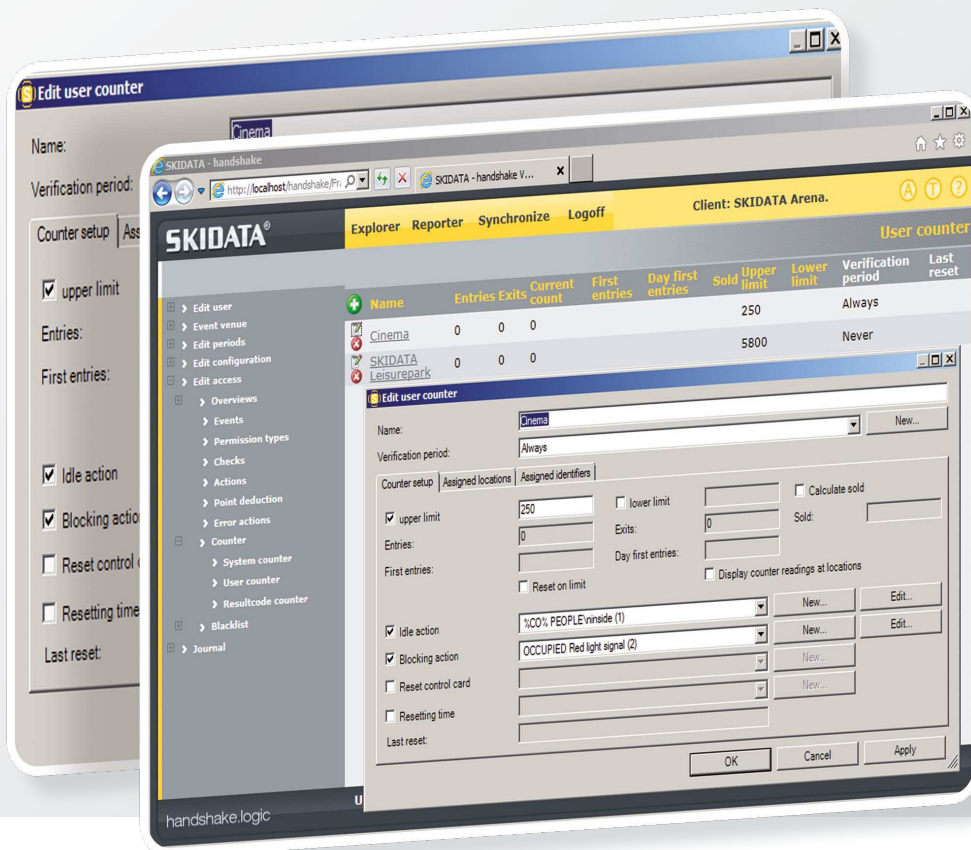 Edit user counter
Name:
Cinema
Verification period:
Counter setup
Ass
upper limit
Entries:
First entries:
Idle action
Blocking actio
Reset control c
Resetting time
Last reset:
SKIDATA - handshake
http://localhost/handshake/Fr
SKIDATA - handshake V...
SKIDATA®
Explorer Reporter Synchronize Logoff
Client: SKIDATA Arena.
A T ?
User counter
Edit user
Event venue
Edit periods
Edit configuration
Edit access
Overviews
Events
Permission types
Checks
Actions
Point deduction
Error actions
Counter
System counter
User counter
Resultcode counter
Blacklist
Journal
Name Entries Exits Current count First entries Day first entries Sold Upper limit Lower limit Verification period Last reset
Cinema 0 0 0 250 Always
SKIDATA Leisurepark 0 0 0 5800 Never
Edit user counter
Name: Cinema
Verification period: Always New...
Counter setup Assigned locations Assigned identifiers
upper limit 250 lower limit Calculate sold
Entries: 0 Exits: 0 Sold:
First entries: Day first entries:
Reset on limit Display counter readings at locations
Idle action %CO% PEOPLE\ninside (1) New... Edit...
Blocking action OCCUPIED Red light signal (2) New... Edit...
Reset control card New...
Resetting time New...
Last reset:
OK Cancel Apply
U
handshake.logic